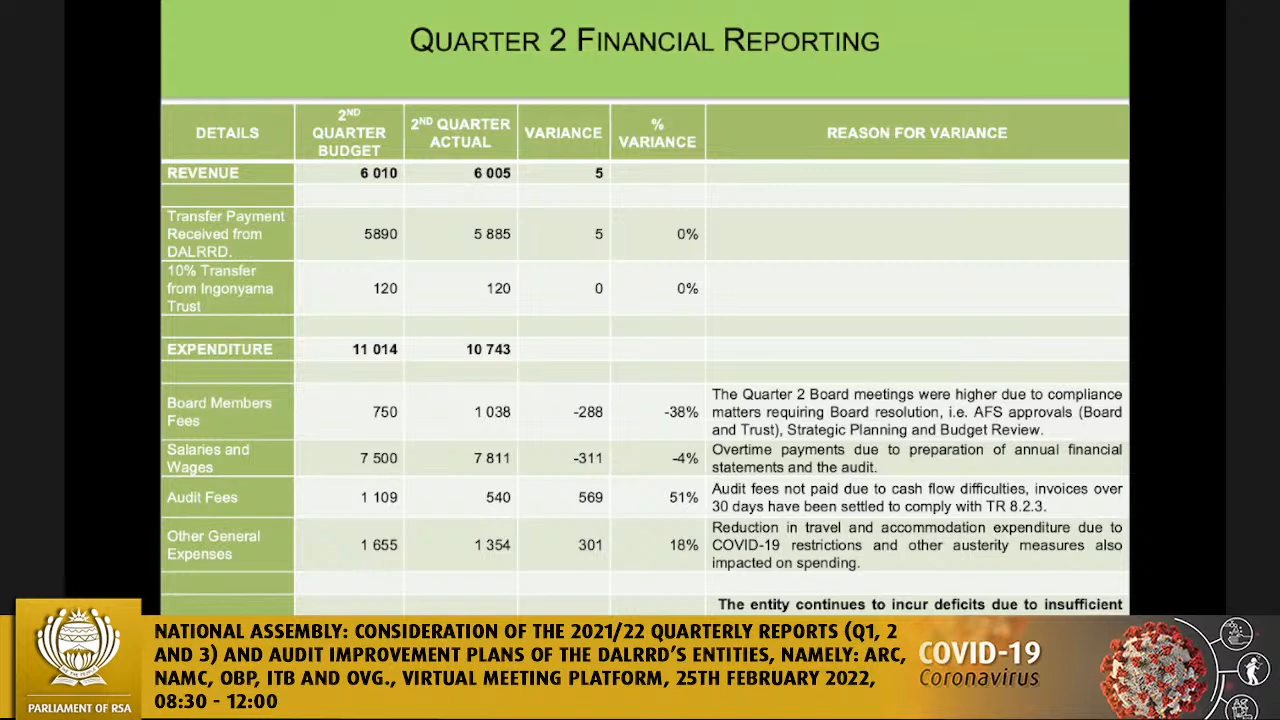 QUARTER 2 FINANCIAL REPORTING
DETAILS
2ND QUARTER BUDGET
2ND QUARTER ACTUAL
VARIANCE
% VARIANCE
REASON FOR VARIANCE
REVENUE 6 010 6 005 5
Transfer Payment
Received from
DALRRD.
5890 5 885 5 0%
10% Transfer
from Ingonyama
Trust
120 120 0 0%
EXPENDITURE 11 014 10 743
Board Members
Fees
750 1 038 -288 -38%
The Quarter 2 Board meetings were higher due to compliance
matters requiring Board resolution, i.e. AFS approvals (Board
and Trust), Strategic Planning and Budget Review.
Salaries and
Wages
7 500 7 811 -311 -4%
Overtime payments due to preparation of annual financial
statements and the audit.
Audit Fees 1 109 540 569 51%
Audit fees not paid due to cash flow difficulties, invoices over
30 days have been settled to comply with TR 8.2.3.
Other General
Expenses
1 655 1 354 301 18%
Reduction in travel and accommodation expenditure due to
COVID-19 restrictions and other austerity measures also
impacted on spending.
The entity continues to incur deficits due to insufficient
NATIONAL ASSEMBLY: CONSIDERATION OF THE 2021/22 QUARTERLY REPORTS (Q1, 2
AND 3) AND AUDIT IMPROVEMENT PLANS OF THE DALRRD'S ENTITIES, NAMELY: ARC,
NAMC, OBP, ITB AND OVG., VIRTUAL MEETING PLATFORM, 25TH FEBRUARY 2022,
08:30 - 12:00
PARLIAMENT OF RSA
COVID-19
Coronavirus